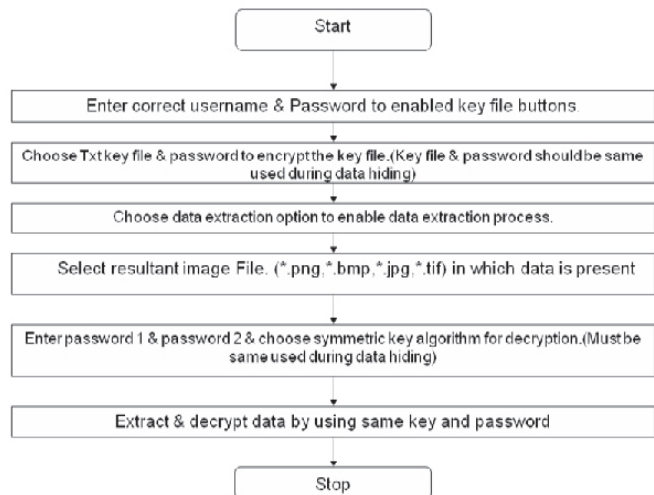 Start
Enter correct username & Password to enabled key file buttons.
Choose Txt key file & password to encrypt the key file.(Key file & password should be same
used during data hiding)
Choose data extraction option to enable data extraction process.
Select resultant image File. (*.png,*.bmp,*.jpg,*.tif) in which data is present
Enter password 1 & password 2 & choose symmetric key algorithm for decryption.(Must be
same used during data hiding)
Extract & decrypt data by using same key and password
Stop